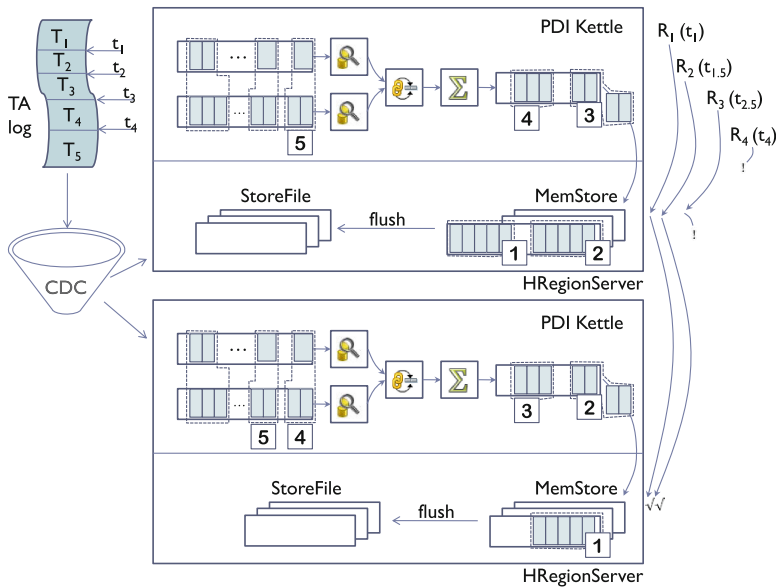 TA
log
T1
T2
T3
T4
T5
t1
t2
t3
t4
CDC
PDI Kettle
...
...
5
Σ
4
3
StoreFile
flush
MemStore
1
2
HRegionServer
PDI Kettle
...
...
5
4
Σ
3
2
StoreFile
flush
MemStore
1
HRegionServer
R1 (t1)
R2 (t1.5)
R3 (t2.5)
R4 (t4)
!
!
√√